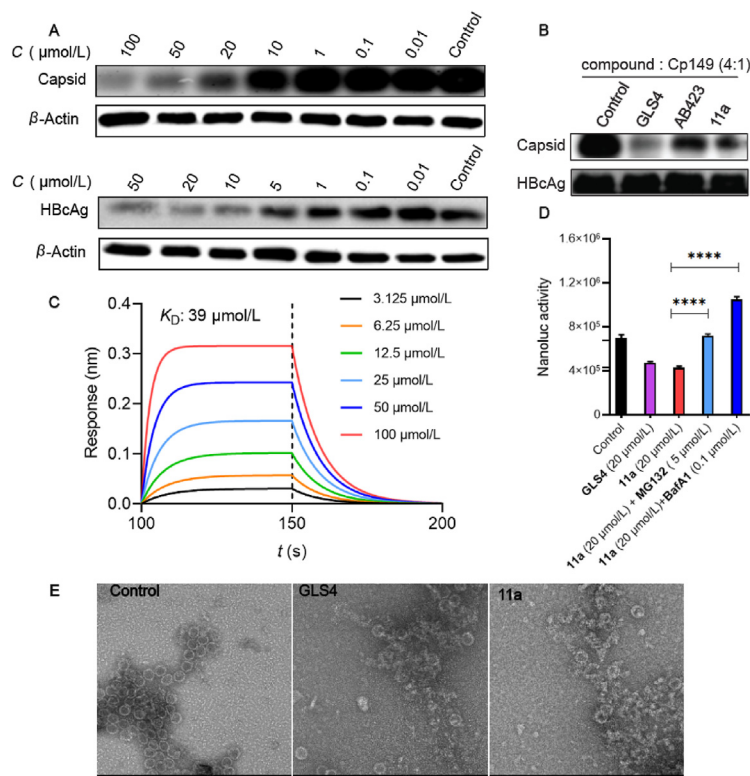 A
C ( μmol/L)
100 50 20 10 1 0.1 0.01 Control
Capsid
β-Actin
C ( μmol/L)
50 20 10 5 1 0.1 0.01 Control
HBcAg
β-Actin
B
compound : Cp149 (4:1)
Control GLS4 AB423 11a
Capsid
HBcAg
C
KD: 39 μmol/L
Response (nm)
0.4
0.3
0.2
0.1
0.0
100 150 200
t (s)
3.125 μmol/L
6.25 μmol/L
12.5 μmol/L
25 μmol/L
50 μmol/L
100 μmol/L
D
Nanoluc activity
1.6×10⁶
1.2×10⁶
8×10⁵
4×10⁵
0
****
****
Control
GLS4 (20 μmol/L)
11a (20 μmol/L)
11a (20 μmol/L) + MG132 ( 5 μmol/L)
11a (20 μmol/L)+BafA1 (0.1 μmol/L)
E
Control
GLS4
11a